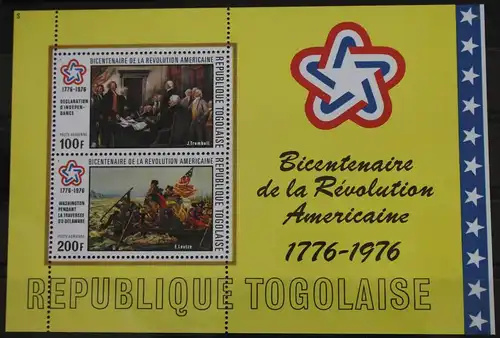 BICENTENAIRE DE LA REVOLUTION AMERICAINE
1776-1976
DECLARATION
D'INDEPEN-
DANCE
POSTE AERIENNE
100F
J.Trumbull
REPUBLIQUE TOGOLAISE
BICENTENAIRE DE LA REVOLUTION AMERICAINE
1776-1976
WASHINGTON
PENDANT
LA TRAVERSEE
DU DELAWARE
POSTE AERIENNE
200F
E.Leutze
REPUBLIQUE TOGOLAISE
Bicentenaire
de la Révolution
Americaine
1776-1976
REPUBLIQUE TOGOLAISE